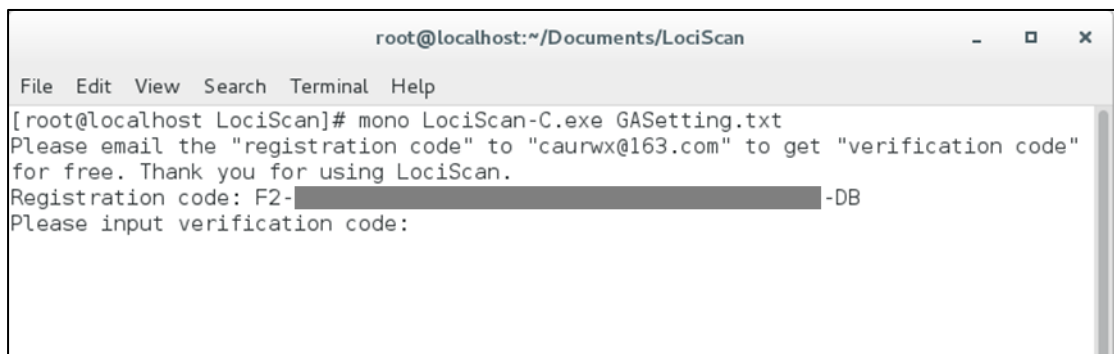 root@localhost:~/Documents/LociScan
File Edit View Search Terminal Help
[root@localhost LociScan]# mono LociScan-C.exe GASetting.txt
Please email the "registration code" to "caurwx@163.com" to get "verification code"
for free. Thank you for using LociScan.
Registration code: F2- -DB
Please input verification code: